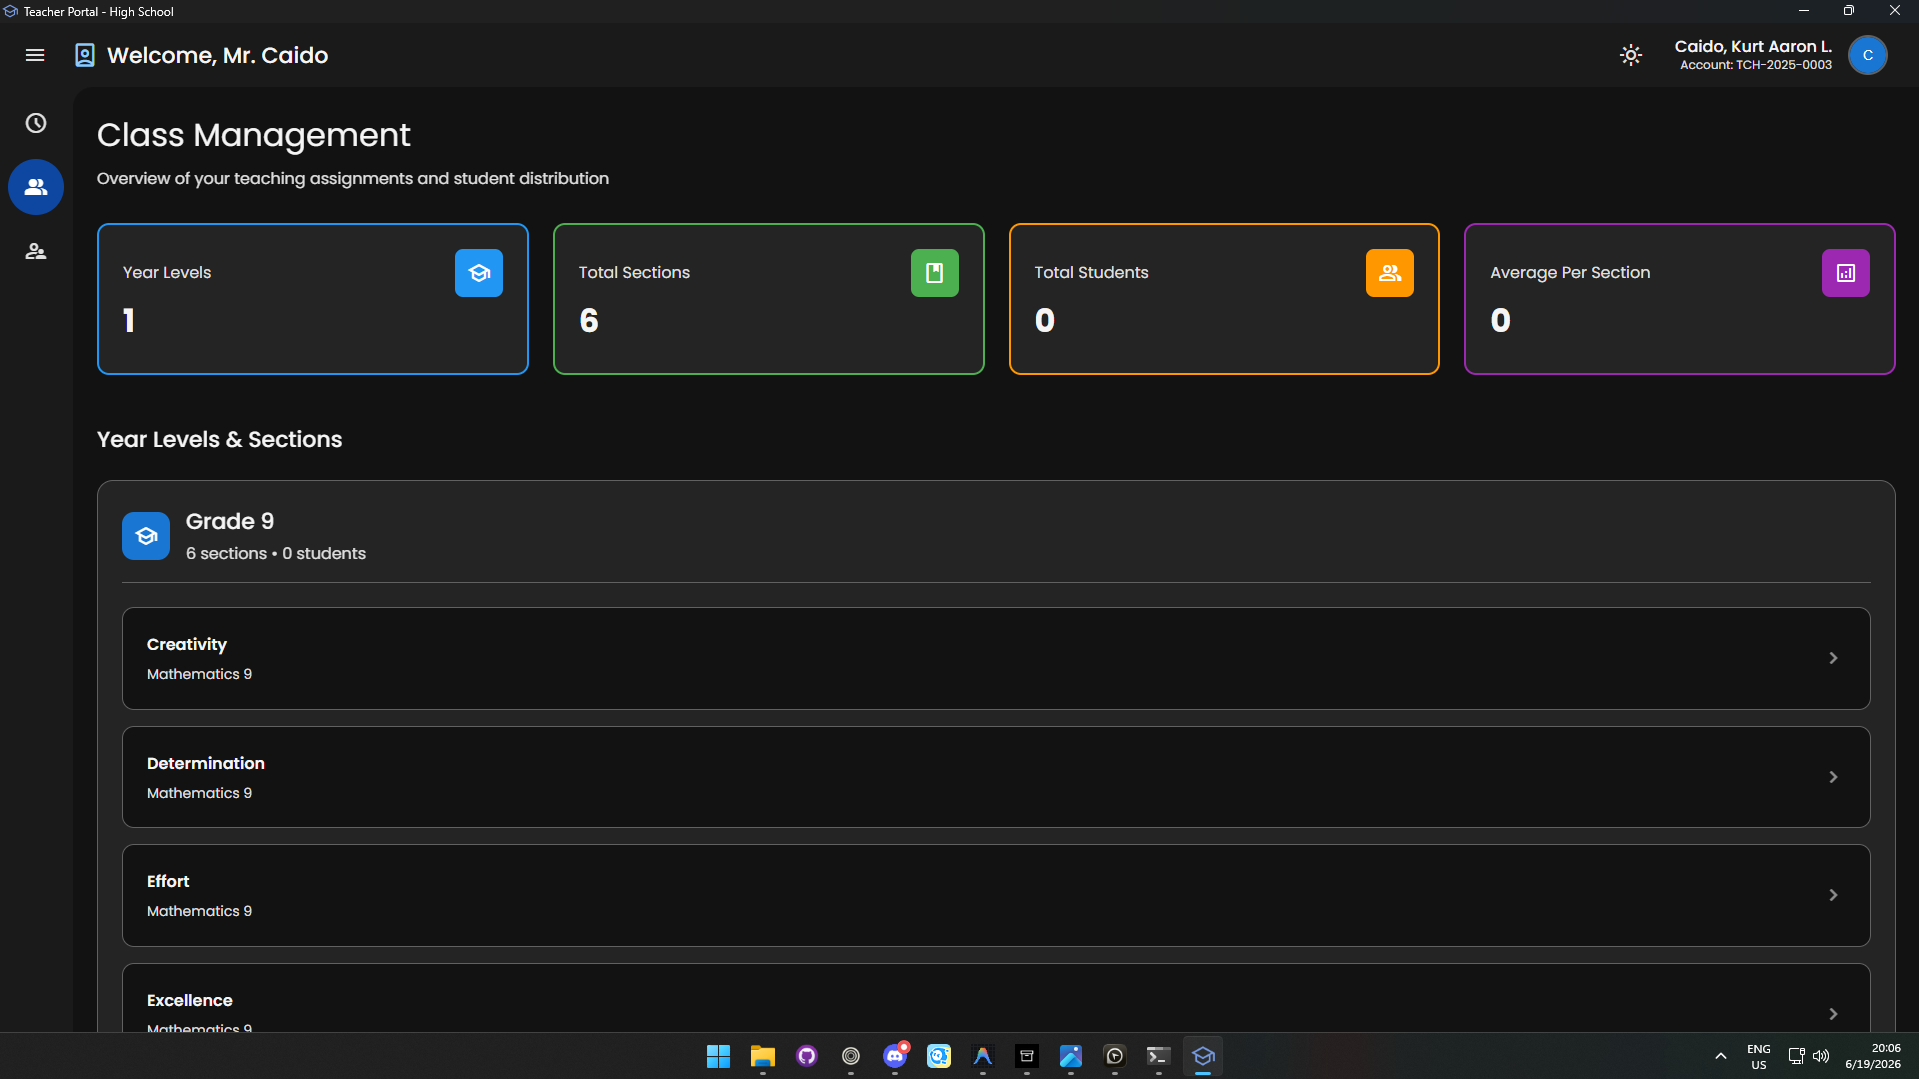 Teacher Portal - High School
Welcome, Mr. Caido
Caido, Kurt Aaron L.
Account: TCH-2025-0003
C
Class Management
Overview of your teaching assignments and student distribution
Year Levels
1
Total Sections
6
Total Students
0
Average Per Section
0
Year Levels & Sections
Grade 9
6 sections • 0 students
Creativity
Mathematics 9
Determination
Mathematics 9
Effort
Mathematics 9
Excellence
Mathematics 9
ENG
US
20:06
6/19/2026